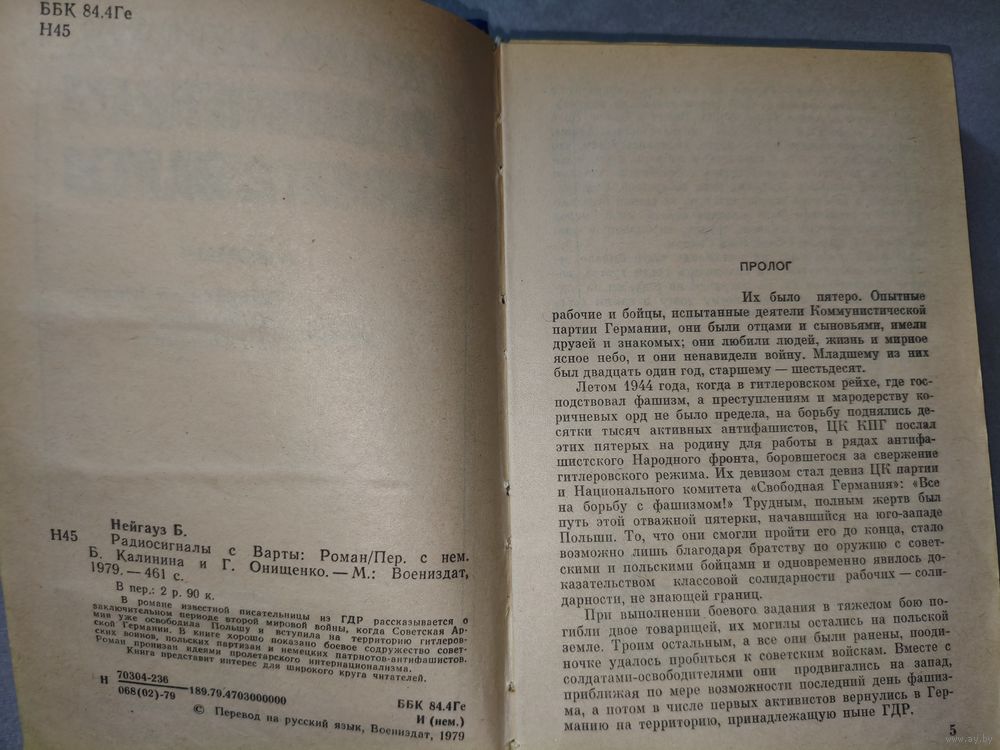 ББК 84.4Ге
Н45
Нейгауз Б.
Н45 Радиосигналы с Варты: Роман/Пер. с нем.
Б. Калинина и Г. Онищенко. — М.: Воениздат,
1979. — 461 с.
В пер.: 2 р. 90 к.
В романе известной писательницы из ГДР рассказывается о
заключительном периоде второй мировой войны, когда Советская Ар-
мия уже освободила Польшу и вступила на территорию гитлеров-
ской Германии. В книге хорошо показано боевое содружество совет-
ских воинов, польских партизан и немецких патриотов-антифашистов.
Роман пронизан идеями пролетарского интернационализма.
Книга представит интерес для широкого круга читателей.
Н 70304-236
068(02)-79 189.79.4703000000
ББК 84.4Ге
И (нем.)
© Перевод на русский язык, Воениздат, 1979
ПРОЛОГ
Их было пятеро. Опытные
рабочие и бойцы, испытанные деятели Коммунистической
партии Германии, они были отцами и сыновьями, имели
друзей и знакомых; они любили людей, жизнь и мирное
ясное небо, и они ненавидели войну. Младшему из них
был двадцать один год, старшему — шестьдесят.
Летом 1944 года, когда в гитлеровском рейхе, где гос-
подствовал фашизм, а преступлениям и мародерству ко-
ричневых орд не было предела, на борьбу поднялись де-
сятки тысяч активных антифашистов, ЦК КПГ послал
этих пятерых на родину для работы в рядах антифа-
шистского Народного фронта, боровшегося за свержение
гитлеровского режима. Их девизом стал девиз ЦК партии
и Национального комитета «Свободная Германия»: «Все
на борьбу с фашизмом!» Трудным, полным жертв был
путь этой отважной пятерки, начавшийся на юго-западе
Польши. То, что они смогли пройти его до конца, стало
возможно лишь благодаря братству по оружию с совет-
скими и польскими бойцами и одновременно явилось до-
казательством классовой солидарности рабочих — соли-
дарности, не знающей границ.
При выполнении боевого задания в тяжелом бою по-
гибли двое товарищей, их могилы остались на польской
земле. Троим остальным, а все они были ранены, пооди-
ночке удалось пробиться к советским войскам. Вместе с
солдатами-освободителями они продвигались на запад,
приближая по мере возможности последний день фашиз-
ма, а потом в числе первых активистов вернулись в Гер-
манию на территорию, принадлежащую ныне ГДР.
5
www.ay.by